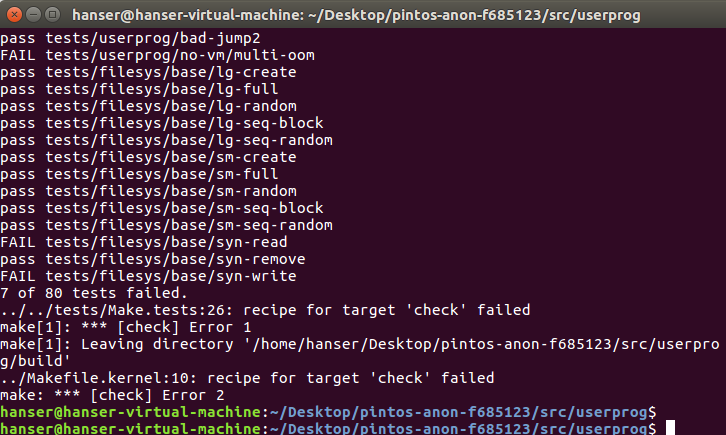 hanser@hanser-virtual-machine: ~/Desktop/pintos-anon-f685123/src/userprog
pass tests/userprog/bad-jump2
FAIL tests/userprog/no-vm/multi-oom
pass tests/filesys/base/lg-create
pass tests/filesys/base/lg-full
pass tests/filesys/base/lg-random
pass tests/filesys/base/lg-seq-block
pass tests/filesys/base/lg-seq-random
pass tests/filesys/base/sm-create
pass tests/filesys/base/sm-full
pass tests/filesys/base/sm-random
pass tests/filesys/base/sm-seq-block
pass tests/filesys/base/sm-seq-random
FAIL tests/filesys/base/syn-read
pass tests/filesys/base/syn-remove
FAIL tests/filesys/base/syn-write
7 of 80 tests failed.
../../tests/Make.tests:26: recipe for target 'check' failed
make[1]: *** [check] Error 1
make[1]: Leaving directory '/home/hanser/Desktop/pintos-anon-f685123/src/userpro
g/build'
../Makefile.kernel:10: recipe for target 'check' failed
make: *** [check] Error 2
hanser@hanser-virtual-machine:~/Desktop/pintos-anon-f685123/src/userprog$
hanser@hanser-virtual-machine:~/Desktop/pintos-anon-f685123/src/userprog$